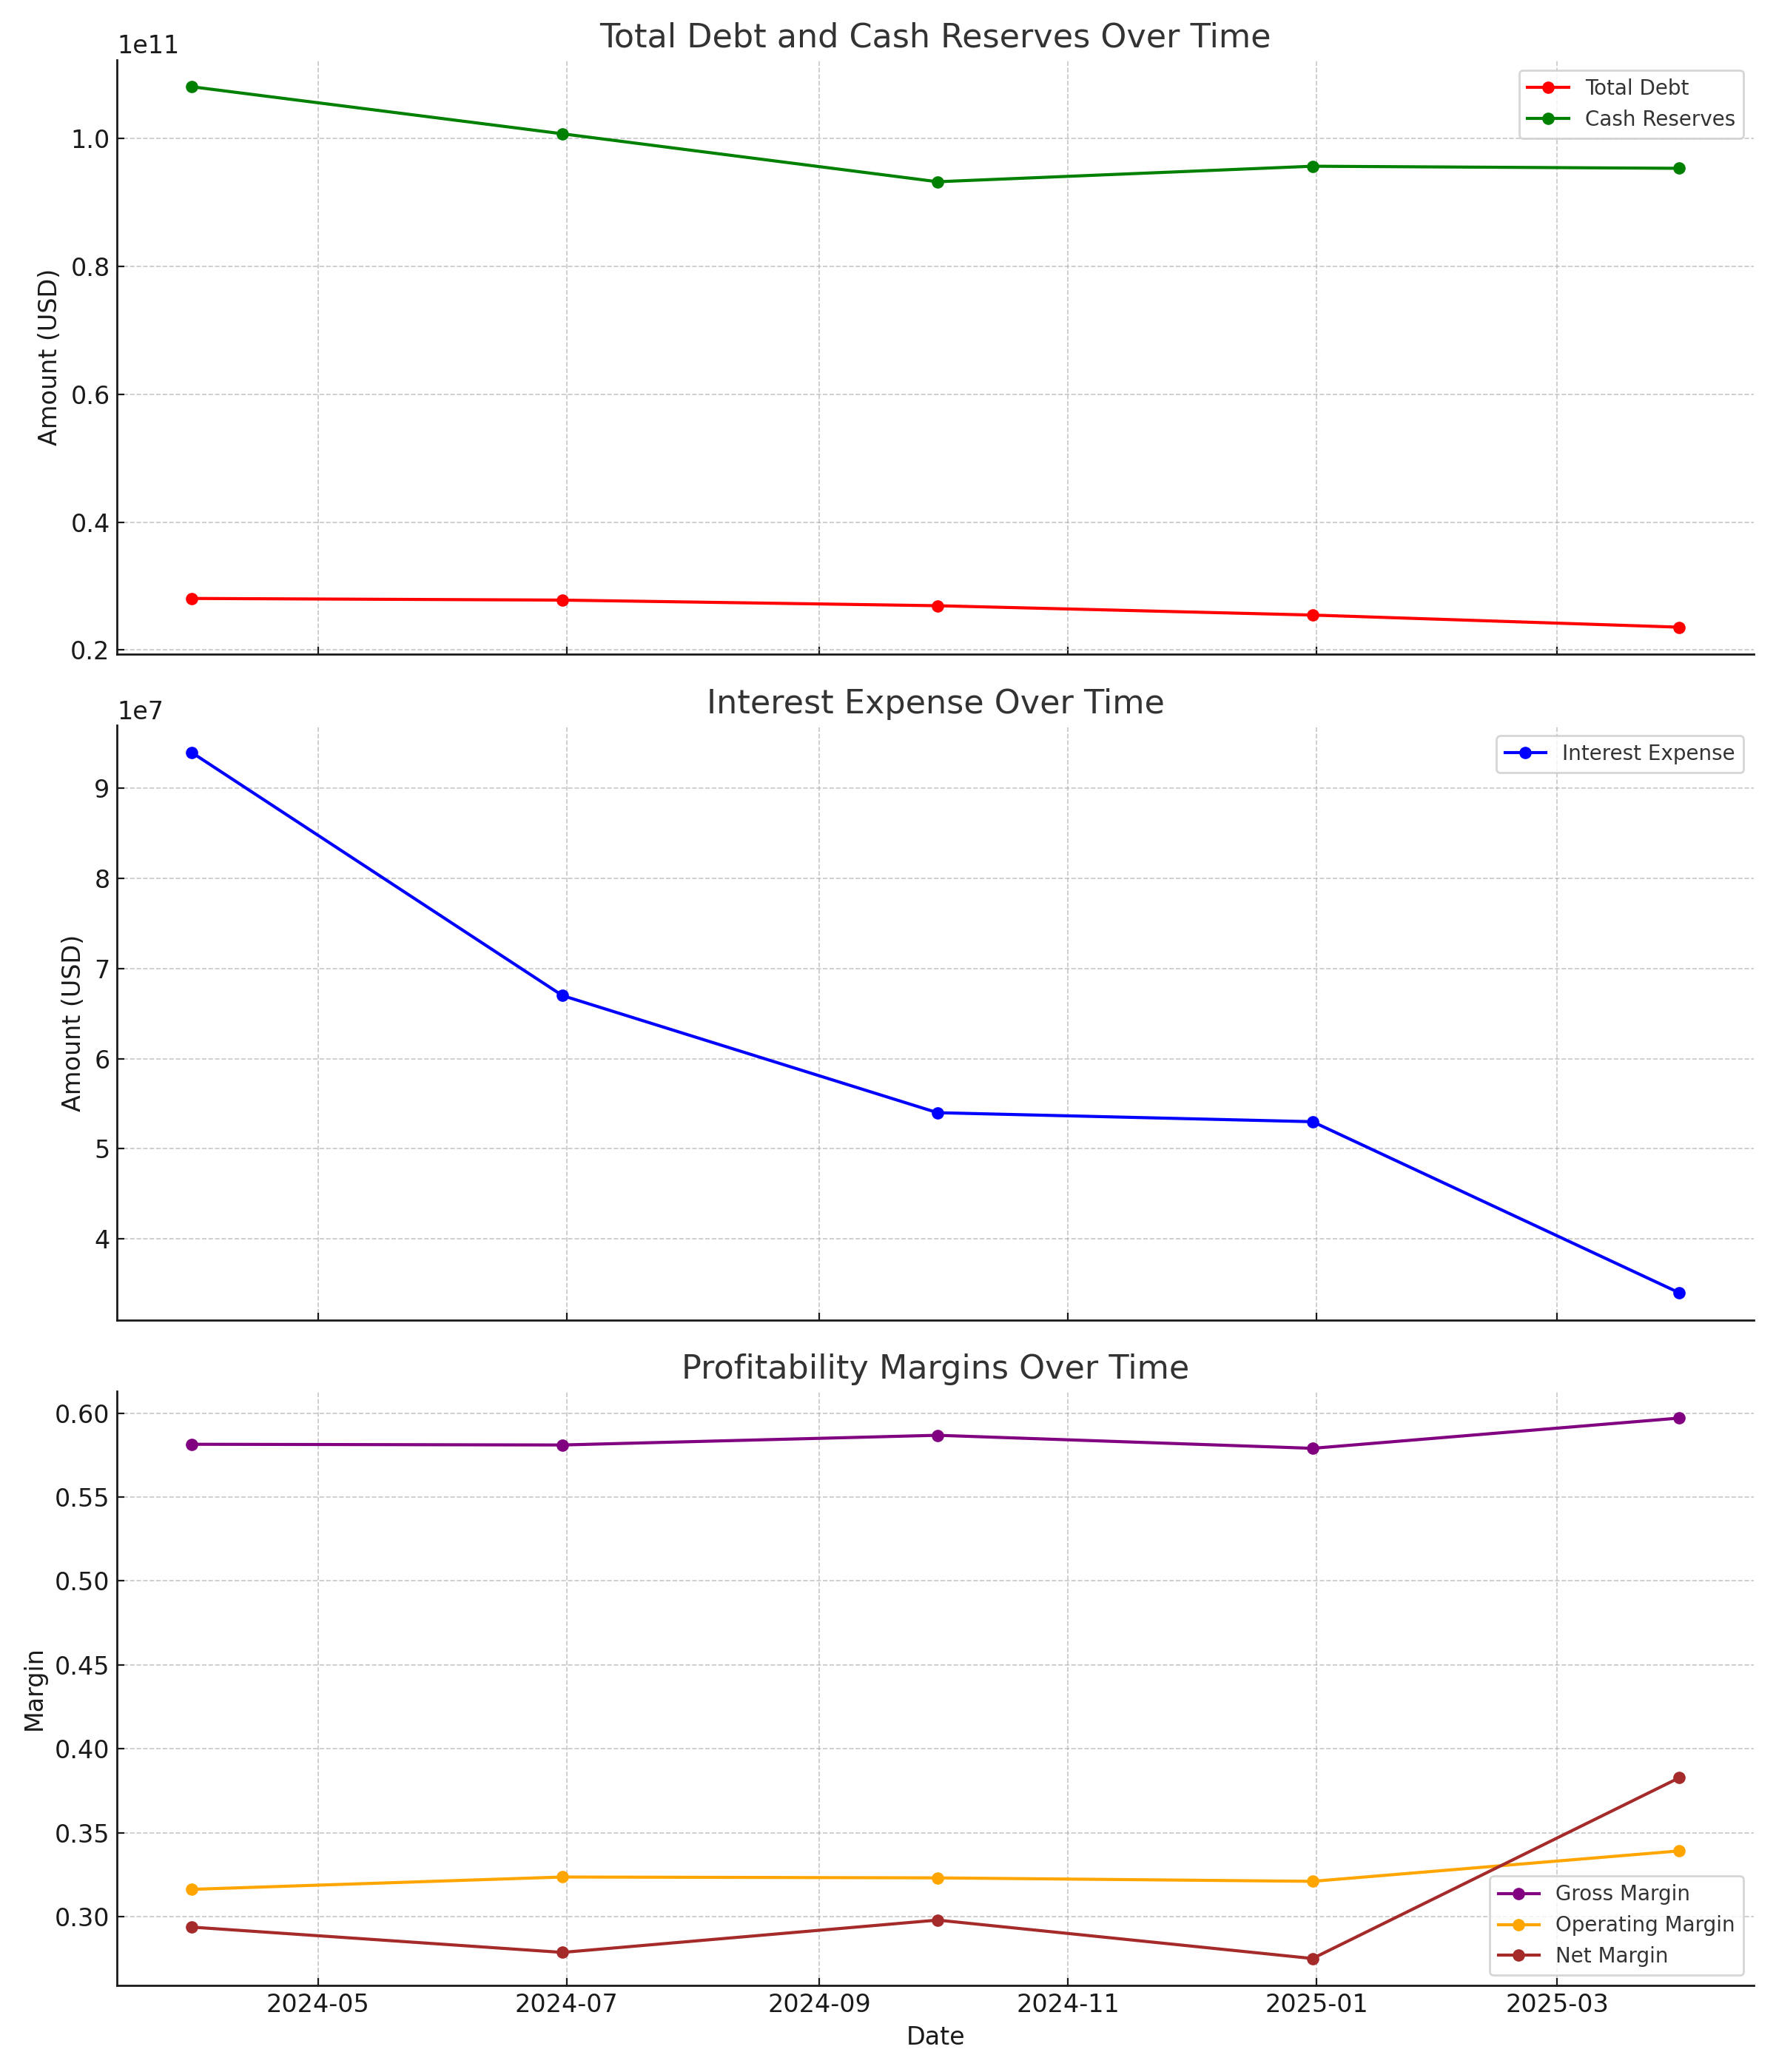 Total Debt and Cash Reserves Over Time
1e11
Total Debt
Cash Reserves
1.0
0.8
0.6
0.4
0.2
Amount (USD)
Interest Expense Over Time
1e7
Interest Expense
9
8
7
6
5
4
Amount (USD)
Profitability Margins Over Time
0.60
0.55
0.50
0.45
0.40
0.35
0.30
Margin
Gross Margin
Operating Margin
Net Margin
2024-05 2024-07 2024-09 2024-11 2025-01 2025-03
Date